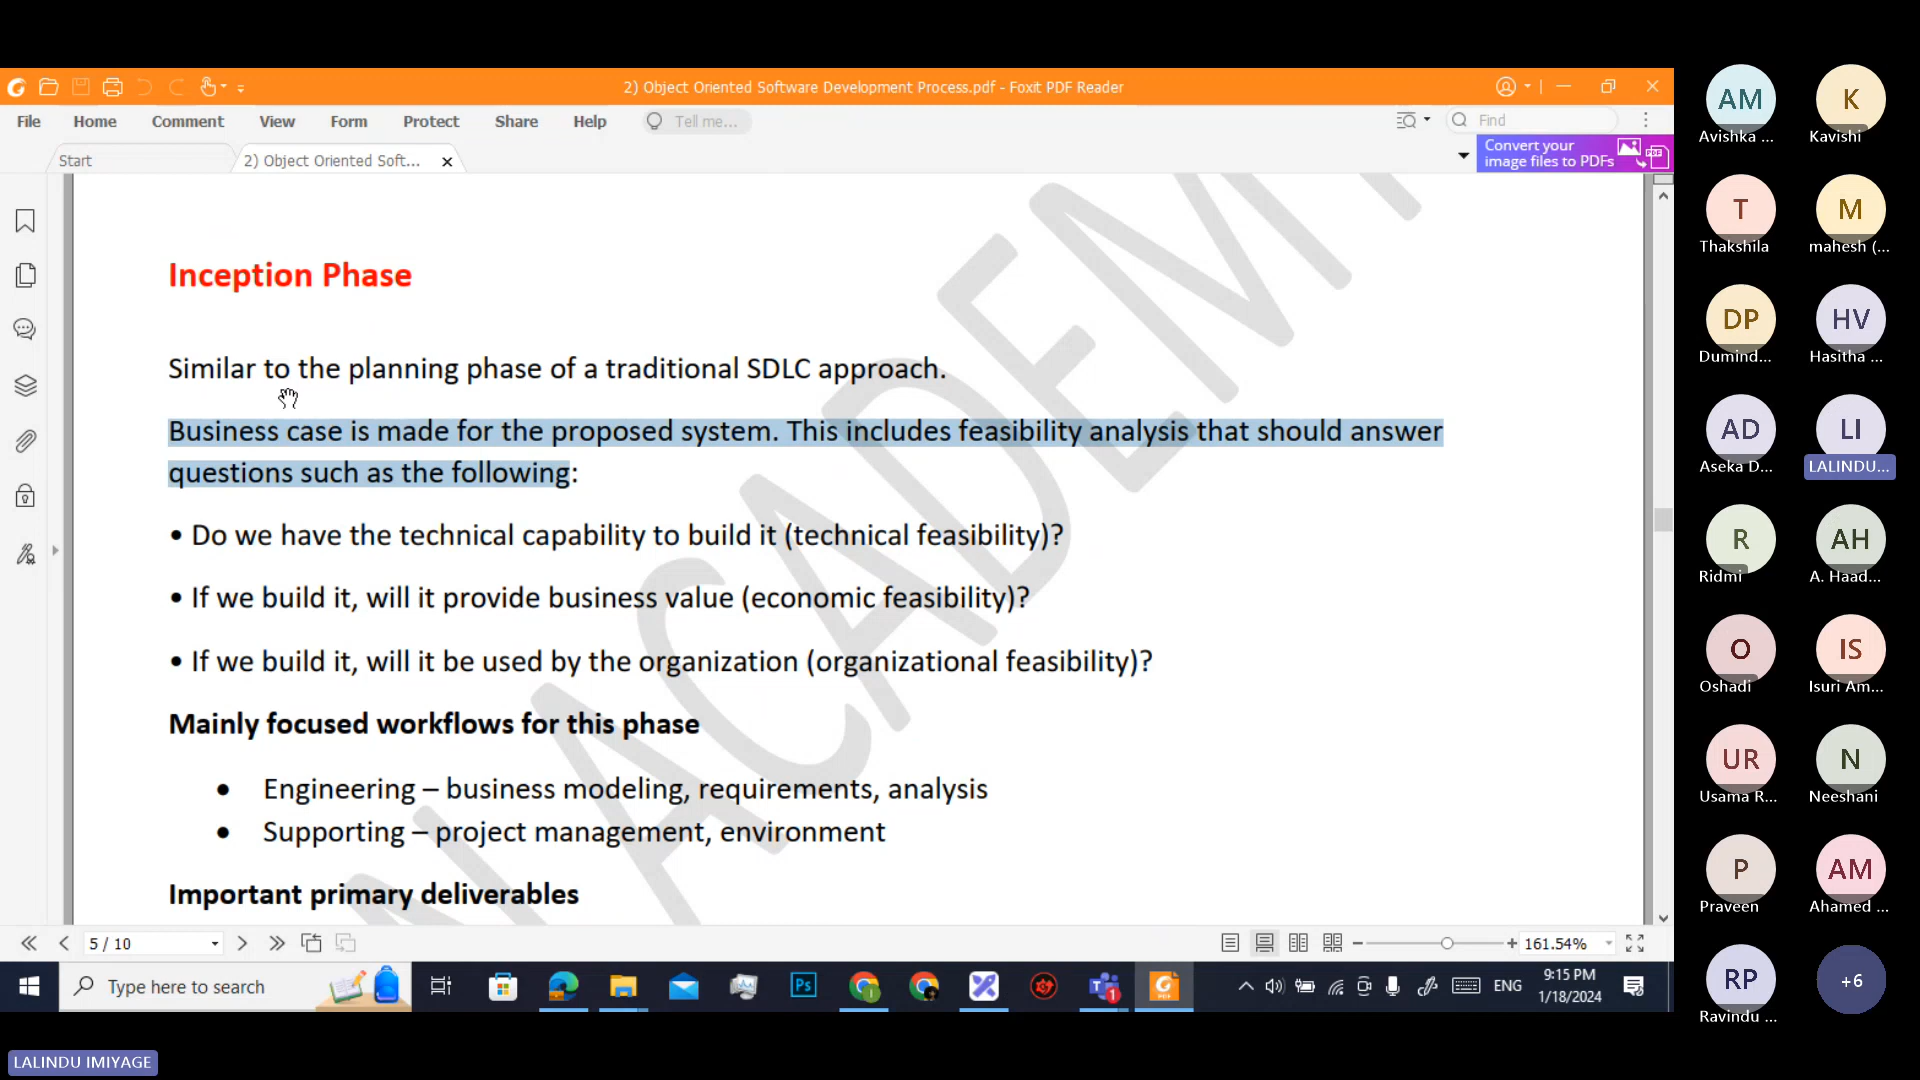 2) Object Oriented Software Development Process.pdf - Foxit PDF Reader
File Home Comment View Form Protect Share Help Tell me... Find
Start 2) Object Oriented Soft...
Convert your
image files to PDFs
PDF
Inception Phase
Similar to the planning phase of a traditional SDLC approach.
Business case is made for the proposed system. This includes feasibility analysis that should answer
questions such as the following:
• Do we have the technical capability to build it (technical feasibility)?
• If we build it, will it provide business value (economic feasibility)?
• If we build it, will it be used by the organization (organizational feasibility)?
Mainly focused workflows for this phase
• Engineering – business modeling, requirements, analysis
• Supporting – project management, environment
Important primary deliverables
N ACADEMY
5 / 10
161.54%
Type here to search
Ps
1
ENG
9:15 PM
1/18/2024
AM K
Avishka ... Kavishi
T M
Thakshila mahesh (...
DP HV
Dumind... Hasitha ...
AD LI
Aseka D... LALINDU...
R AH
Ridmi A. Haad...
O IS
Oshadi Isuri Am...
UR N
Usama R... Neeshani
P AM
Praveen Ahamed ...
RP +6
Ravindu ...
LALINDU IMIYAGE